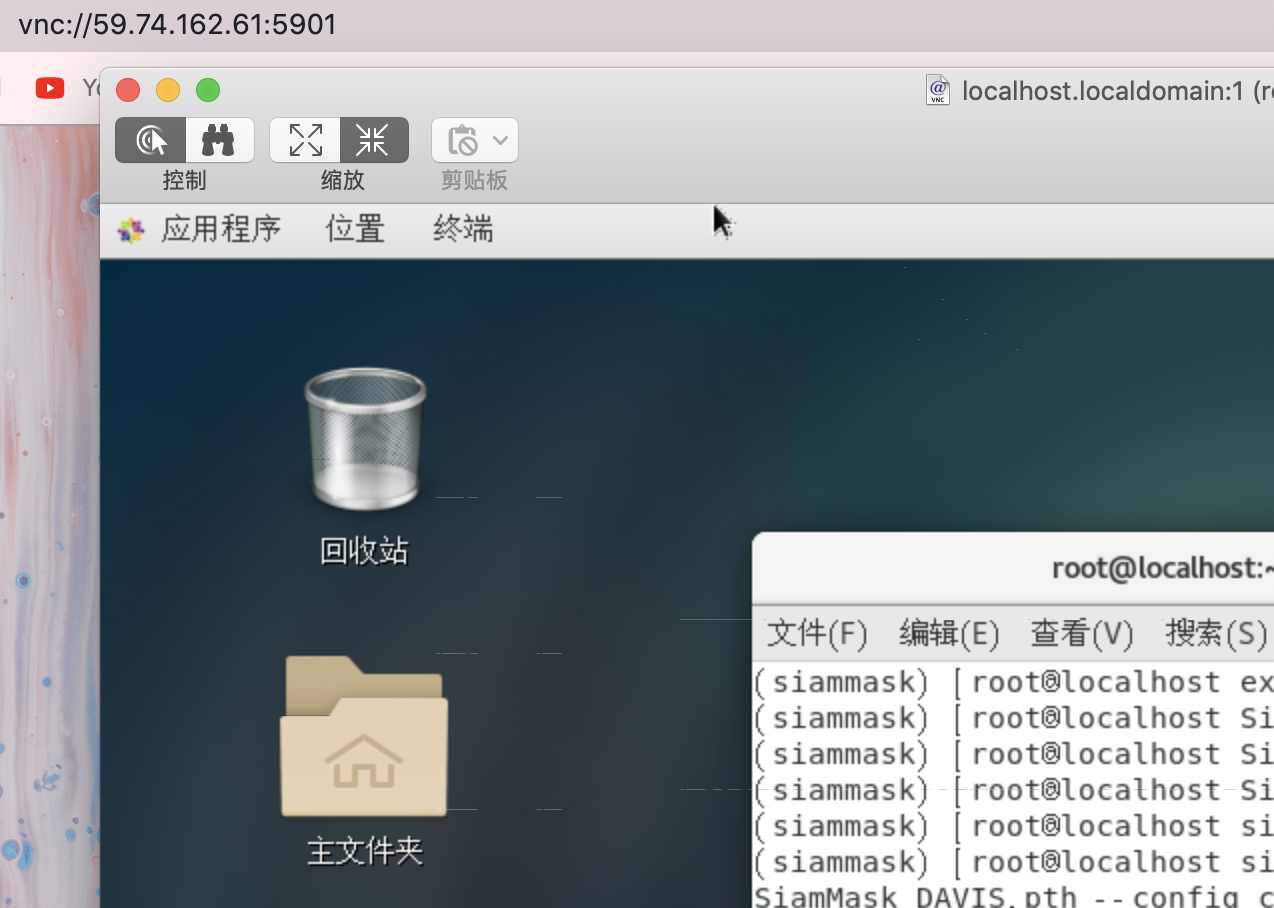 vnc://59.74.162.61:5901
localhost.localdomain:1
控制
缩放
剪贴板
应用程序 位置 终端
回收站
root@localhost:~
文件(F) 编辑(E) 查看(V) 搜索(S)
(siammask) [root@localhost ex
(siammask) [root@localhost Si
(siammask) [root@localhost Si
(siammask) [root@localhost Si
(siammask) [root@localhost si
(siammask) [root@localhost si
SiamMask_DAVIS.pth --config c
主文件夹